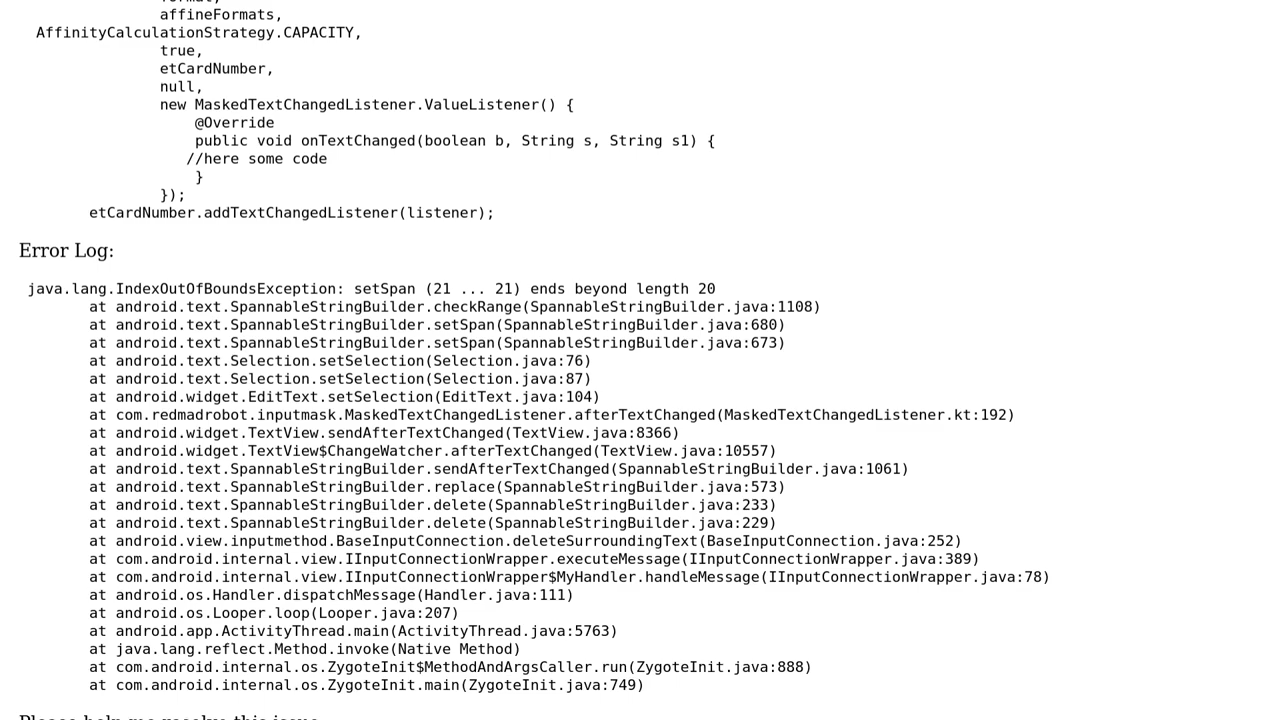 format,
affineFormats,
AffinityCalculationStrategy.CAPACITY,
true,
etCardNumber,
null,
new MaskedTextChangedListener.ValueListener() {
@Override
public void onTextChanged(boolean b, String s, String s1) {
//here some code
}
});
etCardNumber.addTextChangedListener(listener);
Error Log:
java.lang.IndexOutOfBoundsException: setSpan (21 ... 21) ends beyond length 20
at android.text.SpannableStringBuilder.checkRange(SpannableStringBuilder.java:1108)
at android.text.SpannableStringBuilder.setSpan(SpannableStringBuilder.java:680)
at android.text.SpannableStringBuilder.setSpan(SpannableStringBuilder.java:673)
at android.text.Selection.setSelection(Selection.java:76)
at android.text.Selection.setSelection(Selection.java:87)
at android.widget.EditText.setSelection(EditText.java:104)
at com.redmadrobot.inputmask.MaskedTextChangedListener.afterTextChanged(MaskedTextChangedListener.kt:192)
at android.widget.TextView.sendAfterTextChanged(TextView.java:8366)
at android.widget.TextView$ChangeWatcher.afterTextChanged(TextView.java:10557)
at android.text.SpannableStringBuilder.sendAfterTextChanged(SpannableStringBuilder.java:1061)
at android.text.SpannableStringBuilder.replace(SpannableStringBuilder.java:573)
at android.text.SpannableStringBuilder.delete(SpannableStringBuilder.java:233)
at android.text.SpannableStringBuilder.delete(SpannableStringBuilder.java:229)
at android.view.inputmethod.BaseInputConnection.deleteSurroundingText(BaseInputConnection.java:252)
at com.android.internal.view.IInputConnectionWrapper.executeMessage(IInputConnectionWrapper.java:389)
at com.android.internal.view.IInputConnectionWrapper$MyHandler.handleMessage(IInputConnectionWrapper.java:78)
at android.os.Handler.dispatchMessage(Handler.java:111)
at android.os.Looper.loop(Looper.java:207)
at android.app.ActivityThread.main(ActivityThread.java:5763)
at java.lang.reflect.Method.invoke(Native Method)
at com.android.internal.os.ZygoteInit$MethodAndArgsCaller.run(ZygoteInit.java:888)
at com.android.internal.os.ZygoteInit.main(ZygoteInit.java:749)
Please help me resolve this issue